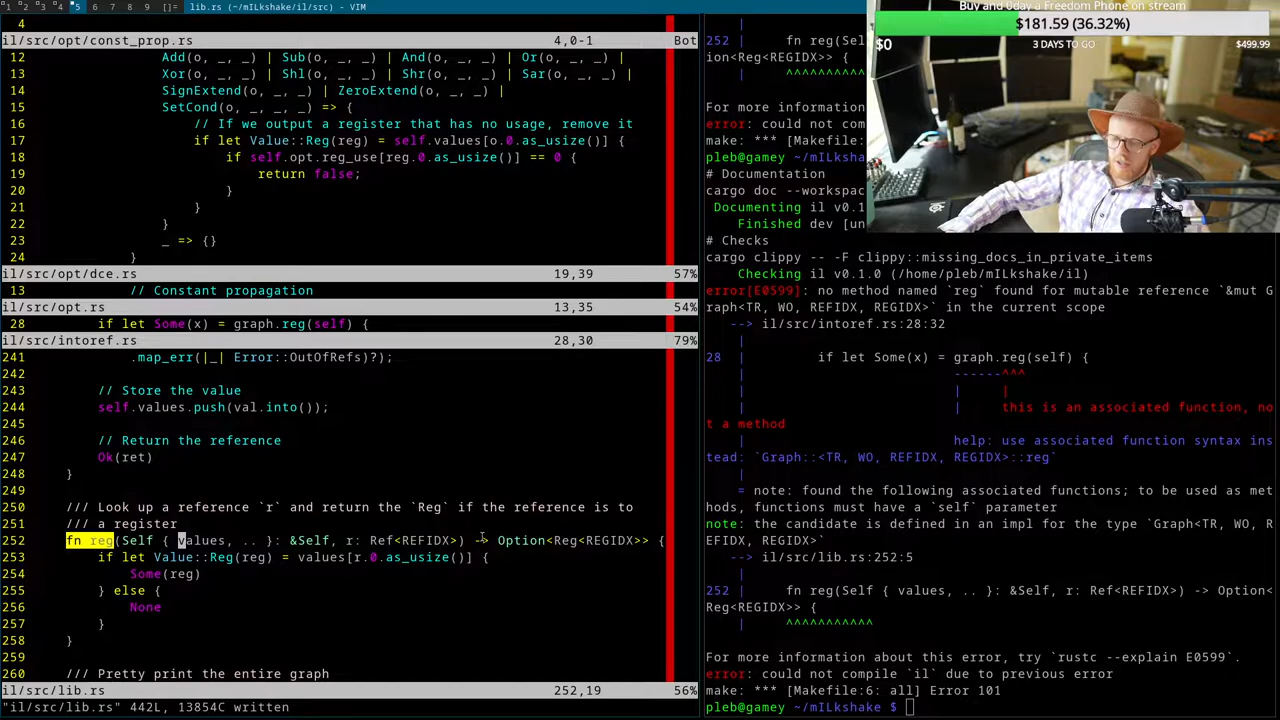 1 2 3 4 5 6 7 8 9 []= lib.rs (~/mILkshake/il/src) - VIM
4
il/src/opt/const_prop.rs 4,0-1 Bot
12 Add(o, _, _) | Sub(o, _, _) | And(o, _, _) | Or(o, _, _) |
13 Xor(o, _, _) | Shl(o, _, _) | Shr(o, _, _) | Sar(o, _, _) |
14 SignExtend(o, _, _) | ZeroExtend(o, _, _) |
15 SetCond(o, _, _, _) => {
16 // If we output a register that has no usage, remove it
17 if let Value::Reg(reg) = self.values[o.0.as_usize()] {
18 if self.opt.reg_use[reg.0.as_usize()] == 0 {
19 return false;
20 }
21 }
22 }
23 _ => {}
24 }
il/src/opt/dce.rs 19,39 57%
13 // Constant propagation
il/src/opt.rs 13,35 54%
28 if let Some(x) = graph.reg(self) {
il/src/intoref.rs 28,30 79%
241 .map_err(|_| Error::OutOfRefs)?);
242
243 // Store the value
244 self.values.push(val.into());
245
246 // Return the reference
247 Ok(ret)
248 }
249
250 /// Look up a reference `r` and return the `Reg` if the reference is to
251 /// a register
252 fn reg(Self { values, .. }: &Self, r: Ref<REFIDX>) -> Option<Reg<REGIDX>> {
253 if let Value::Reg(reg) = values[r.0.as_usize()] {
254 Some(reg)
255 } else {
256 None
257 }
258 }
259
260 /// Pretty print the entire graph
il/src/lib.rs 252,19 56%
"il/src/lib.rs" 442L, 13854C written
252 | fn reg(Sel
ion<Reg<REGIDX>> {
| ^^^^^^^^^^
For more information
error: could not com
make: *** [Makefile:
pleb@gamey ~/mILksha
# Documentation
cargo doc --workspac
Documenting il v0.1
Finished dev [un
# Checks
cargo clippy -- -F clippy::missing_docs_in_private_items
Checking il v0.1.0 (/home/pleb/mILkshake/il)
error[E0599]: no method named `reg` found for mutable reference `&mut G
raph<TR, WO, REFIDX, REGIDX>` in the current scope
--> il/src/intoref.rs:28:32
|
28 | if let Some(x) = graph.reg(self) {
| ------^^^
| | |
| | this is an associated function, no
t a method
| help: use associated function syntax ins
tead: `Graph::<TR, WO, REFIDX, REGIDX>::reg`
|
= note: found the following associated functions; to be used as met
hods, functions must have a `self` parameter
note: the candidate is defined in an impl for the type `Graph<TR, WO, R
EFIDX, REGIDX>`
--> il/src/lib.rs:252:5
|
252 | fn reg(Self { values, .. }: &Self, r: Ref<REFIDX>) -> Option<
Reg<REGIDX>> {
| ^^^^^^^^^^^
For more information about this error, try `rustc --explain E0599`.
error: could not compile `il` due to previous error
make: *** [Makefile:6: all] Error 101
pleb@gamey ~/mILkshake $
Buy and 0day a Freedom Phone on stream
$181.59 (36.32%)
$0 3 DAYS TO GO $499.99